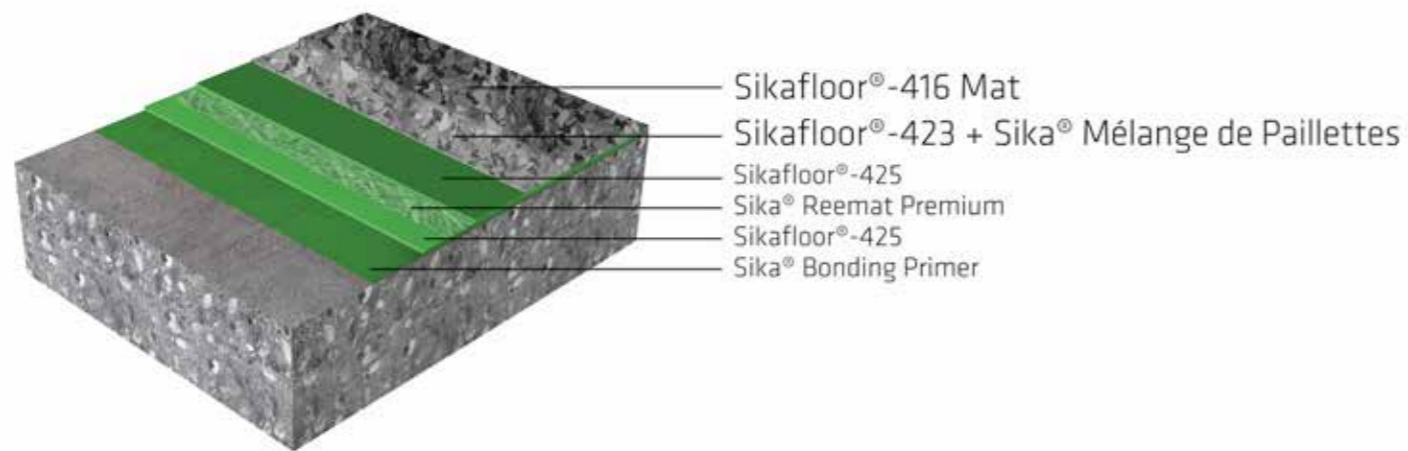 Sikafloor®-416 Mat
Sikafloor®-423 + Sika® Mélange de Paillettes
Sikafloor®-425
Sika® Reemat Premium
Sikafloor®-425
Sika® Bonding Primer